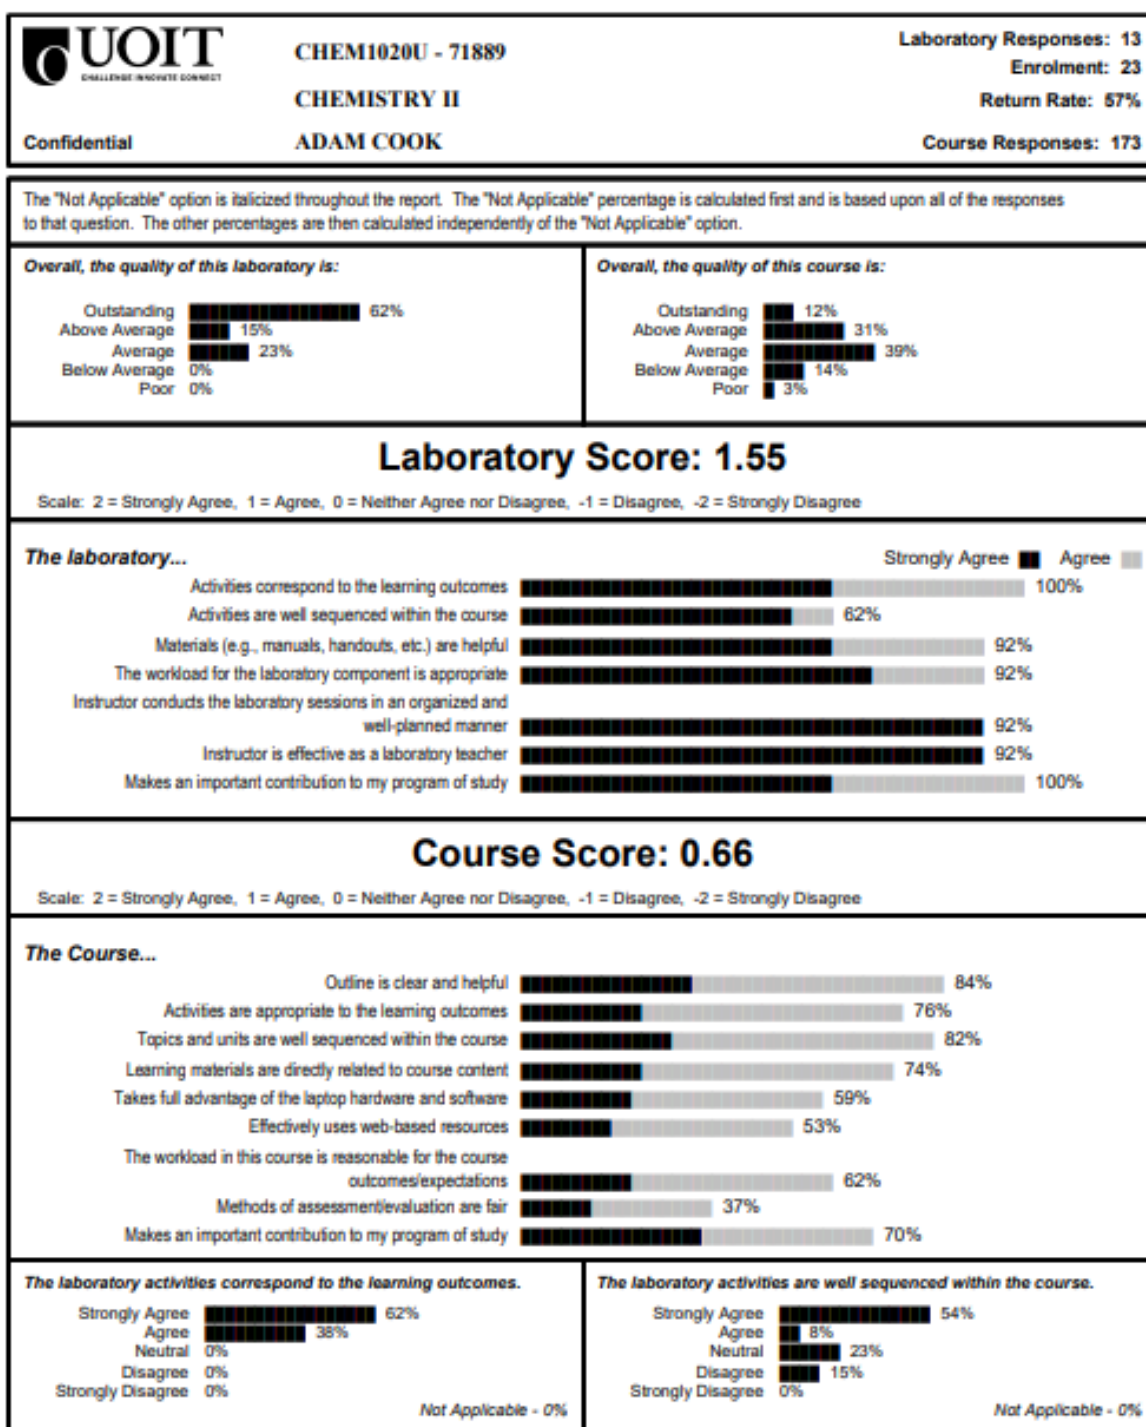 UOIT
CHALLENGE INNOVATE CONNECT
CHEM1020U - 71889
CHEMISTRY II
ADAM COOK
Confidential
Laboratory Responses: 13
Enrolment: 23
Return Rate: 57%
Course Responses: 173
The "Not Applicable" option is italicized throughout the report. The "Not Applicable" percentage is calculated first and is based upon all of the responses
to that question. The other percentages are then calculated independently of the "Not Applicable" option.
Overall, the quality of this laboratory is:
Outstanding 62%
Above Average 15%
Average 23%
Below Average 0%
Poor 0%
Overall, the quality of this course is:
Outstanding 12%
Above Average 31%
Average 39%
Below Average 14%
Poor 3%
Laboratory Score: 1.55
Scale: 2 = Strongly Agree, 1 = Agree, 0 = Neither Agree nor Disagree, -1 = Disagree, -2 = Strongly Disagree
The laboratory...
Strongly Agree Agree
Activities correspond to the learning outcomes 100%
Activities are well sequenced within the course 62%
Materials (e.g., manuals, handouts, etc.) are helpful 92%
The workload for the laboratory component is appropriate 92%
Instructor conducts the laboratory sessions in an organized and
well-planned manner 92%
Instructor is effective as a laboratory teacher 92%
Makes an important contribution to my program of study 100%
Course Score: 0.66
Scale: 2 = Strongly Agree, 1 = Agree, 0 = Neither Agree nor Disagree, -1 = Disagree, -2 = Strongly Disagree
The Course...
Outline is clear and helpful 84%
Activities are appropriate to the learning outcomes 76%
Topics and units are well sequenced within the course 82%
Learning materials are directly related to course content 74%
Takes full advantage of the laptop hardware and software 59%
Effectively uses web-based resources 53%
The workload in this course is reasonable for the course
outcomes/expectations 62%
Methods of assessment/evaluation are fair 37%
Makes an important contribution to my program of study 70%
The laboratory activities correspond to the learning outcomes.
Strongly Agree 62%
Agree 38%
Neutral 0%
Disagree 0%
Strongly Disagree 0%
Not Applicable - 0%
The laboratory activities are well sequenced within the course.
Strongly Agree 54%
Agree 8%
Neutral 23%
Disagree 15%
Strongly Disagree 0%
Not Applicable - 0%